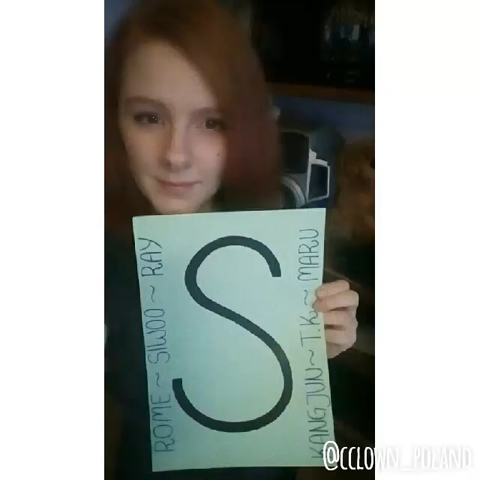 ROME ~ SIWOO ~ RAY
S
KANGJUN ~ T.K. ~ MARU
@CCLOWN_POLAND